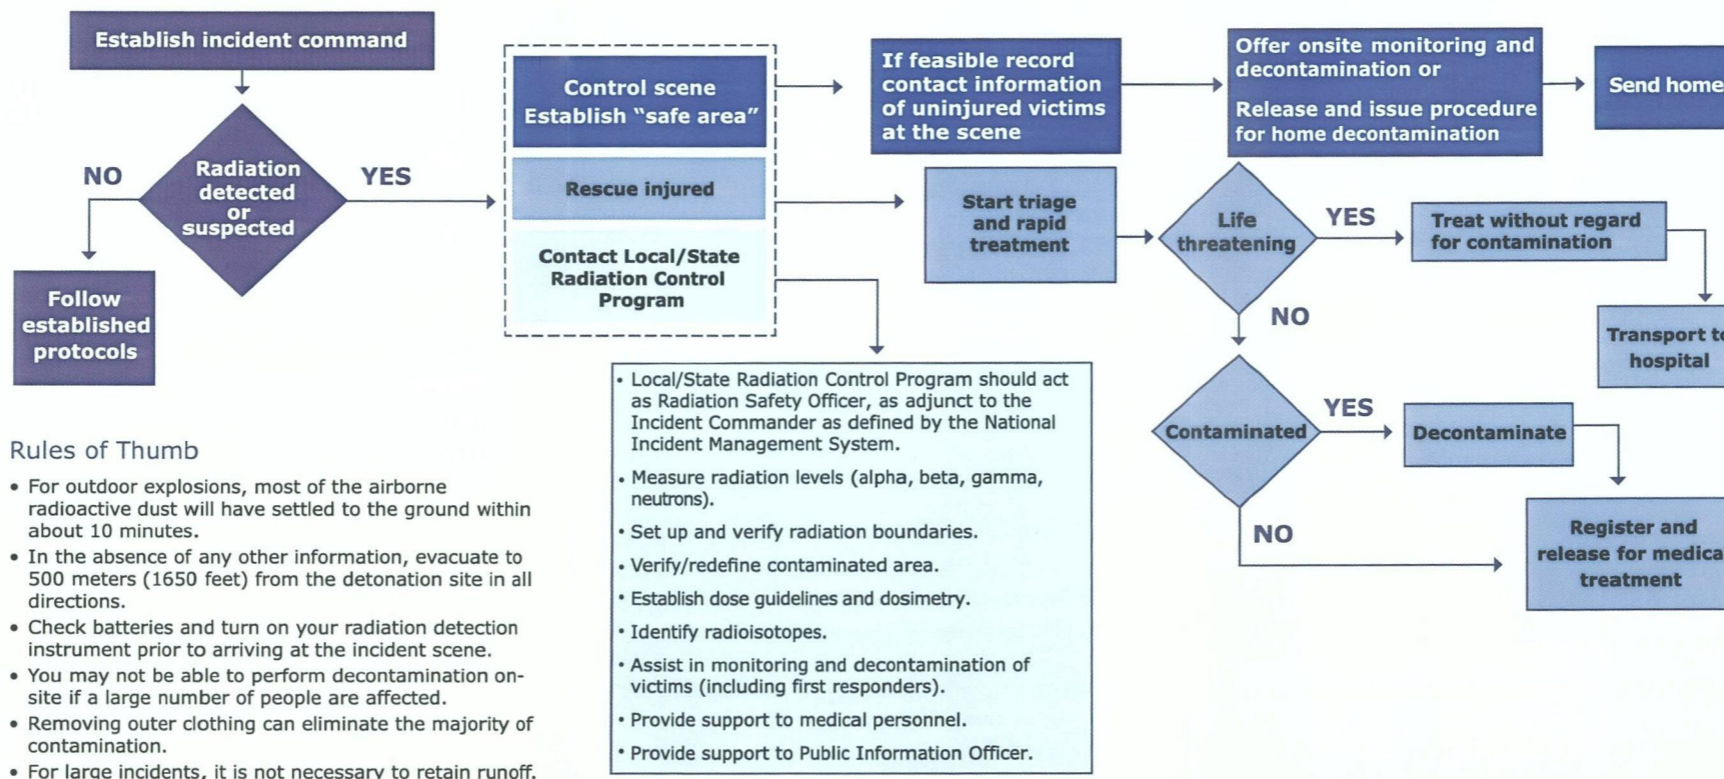 Establish incident command
Radiation
detected
or
suspected
NO
YES
Follow
established
protocols
Control scene
Establish “safe area”
Rescue injured
Contact Local/State
Radiation Control
Program
If feasible record
contact information
of uninjured victims
at the scene
Offer onsite monitoring and
decontamination or
Release and issue procedure
for home decontamination
Send home
Start triage
and rapid
treatment
Life
threatening
YES
Treat without regard
for contamination
Transport to
hospital
NO
Contaminated
YES
Decontaminate
NO
Register and
release for medica
treatment
• Local/State Radiation Control Program should act
as Radiation Safety Officer, as adjunct to the
Incident Commander as defined by the National
Incident Management System.
• Measure radiation levels (alpha, beta, gamma,
neutrons).
• Set up and verify radiation boundaries.
• Verify/redefine contaminated area.
• Establish dose guidelines and dosimetry.
• Identify radioisotopes.
• Assist in monitoring and decontamination of
victims (including first responders).
• Provide support to medical personnel.
• Provide support to Public Information Officer.
Rules of Thumb
• For outdoor explosions, most of the airborne
radioactive dust will have settled to the ground within
about 10 minutes.
• In the absence of any other information, evacuate to
500 meters (1650 feet) from the detonation site in all
directions.
• Check batteries and turn on your radiation detection
instrument prior to arriving at the incident scene.
• You may not be able to perform decontamination on-
site if a large number of people are affected.
• Removing outer clothing can eliminate the majority of
contamination.
• For large incidents, it is not necessary to retain runoff.